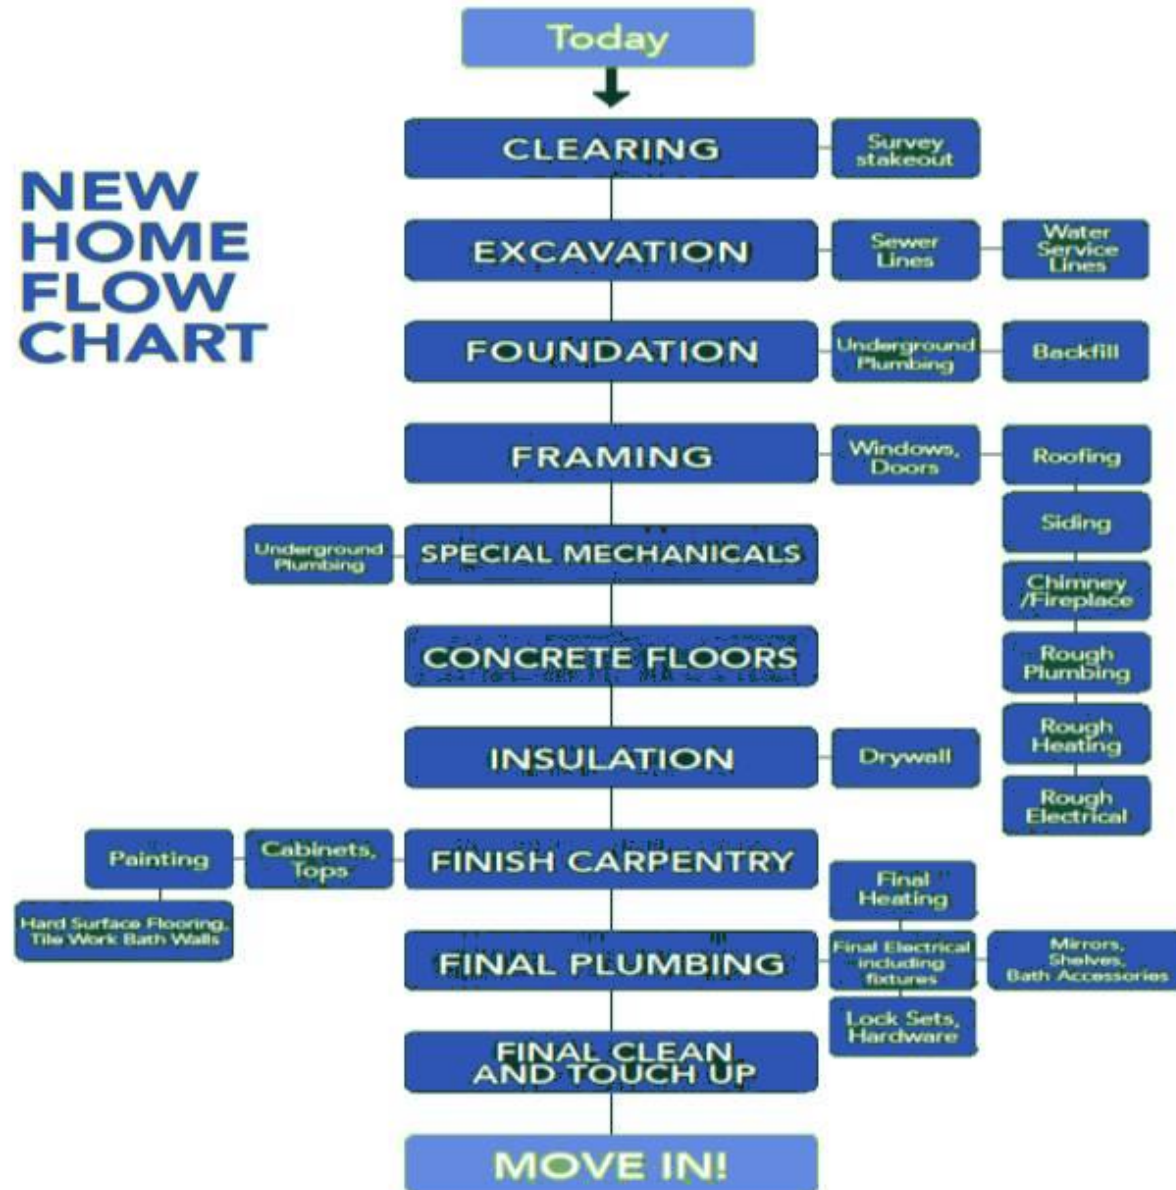 Today
NEW
HOME
FLOW
CHART
CLEARING
Survey
stakeout
EXCAVATION
Sewer
Lines
Water
Service
Lines
FOUNDATION
Underground
Plumbing
Backfill
FRAMING
Windows,
Doors
Roofing
Siding
Chimney
/Fireplace
Rough
Plumbing
Rough
Heating
Rough
Electrical
Underground
Plumbing
SPECIAL MECHANICALS
CONCRETE FLOORS
INSULATION
Drywall
Painting
Cabinets,
Tops
FINISH CARPENTRY
Hard Surface Flooring,
Tile Work Bath Walls
Final
Heating
FINAL PLUMBING
Final Electrical
including
fixtures
Mirrors,
Shelves,
Bath Accessories
Lock Sets,
Hardware
FINAL CLEAN
AND TOUCH UP
MOVE IN!